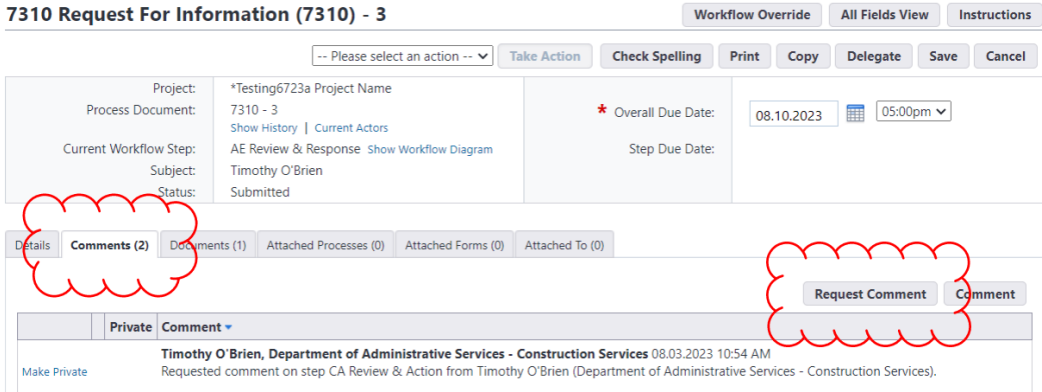 7310 Request For Information (7310) - 3
Workflow Override
All Fields View
Instructions
-- Please select an action --
Take Action
Check Spelling
Print
Copy
Delegate
Save
Cancel
Project: *Testing6723a Project Name
Process Document: 7310 - 3
Show History | Current Actors
Current Workflow Step: AE Review & Response Show Workflow Diagram
Subject: Timothy O'Brien
Status: Submitted
* Overall Due Date: 08.10.2023 05:00pm
Step Due Date:
Details
Comments (2)
Documents (1)
Attached Processes (0)
Attached Forms (0)
Attached To (0)
Request Comment
Comment
Private Comment
Timothy O'Brien, Department of Administrative Services - Construction Services 08.03.2023 10:54 AM
Make Private
Requested comment on step CA Review & Action from Timothy O'Brien (Department of Administrative Services - Construction Services).